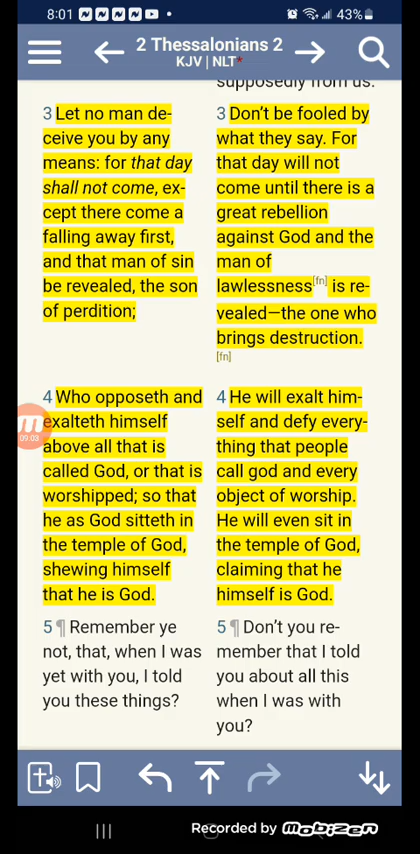 8:01
43%
2 Thessalonians 2
KJV | NLT*
supposedly from us.
3 Let no man de-
ceive you by any
means: for that day
shall not come, ex-
cept there come a
falling away first,
and that man of sin
be revealed, the son
of perdition;
3 Don't be fooled by
what they say. For
that day will not
come until there is a
great rebellion
against God and the
man of
lawlessness[fn] is re-
vealed—the one who
brings destruction.
[fn]
4 Who opposeth and
exalteth himself
above all that is
called God, or that is
worshipped; so that
he as God sitteth in
the temple of God,
shewing himself
that he is God.
4 He will exalt him-
self and defy every-
thing that people
call god and every
object of worship.
He will even sit in
the temple of God,
claiming that he
himself is God.
09:03
5 ¶ Remember ye
not, that, when I was
yet with you, I told
you these things?
5 ¶ Don't you re-
member that I told
you about all this
when I was with
you?
Recorded by mobizen